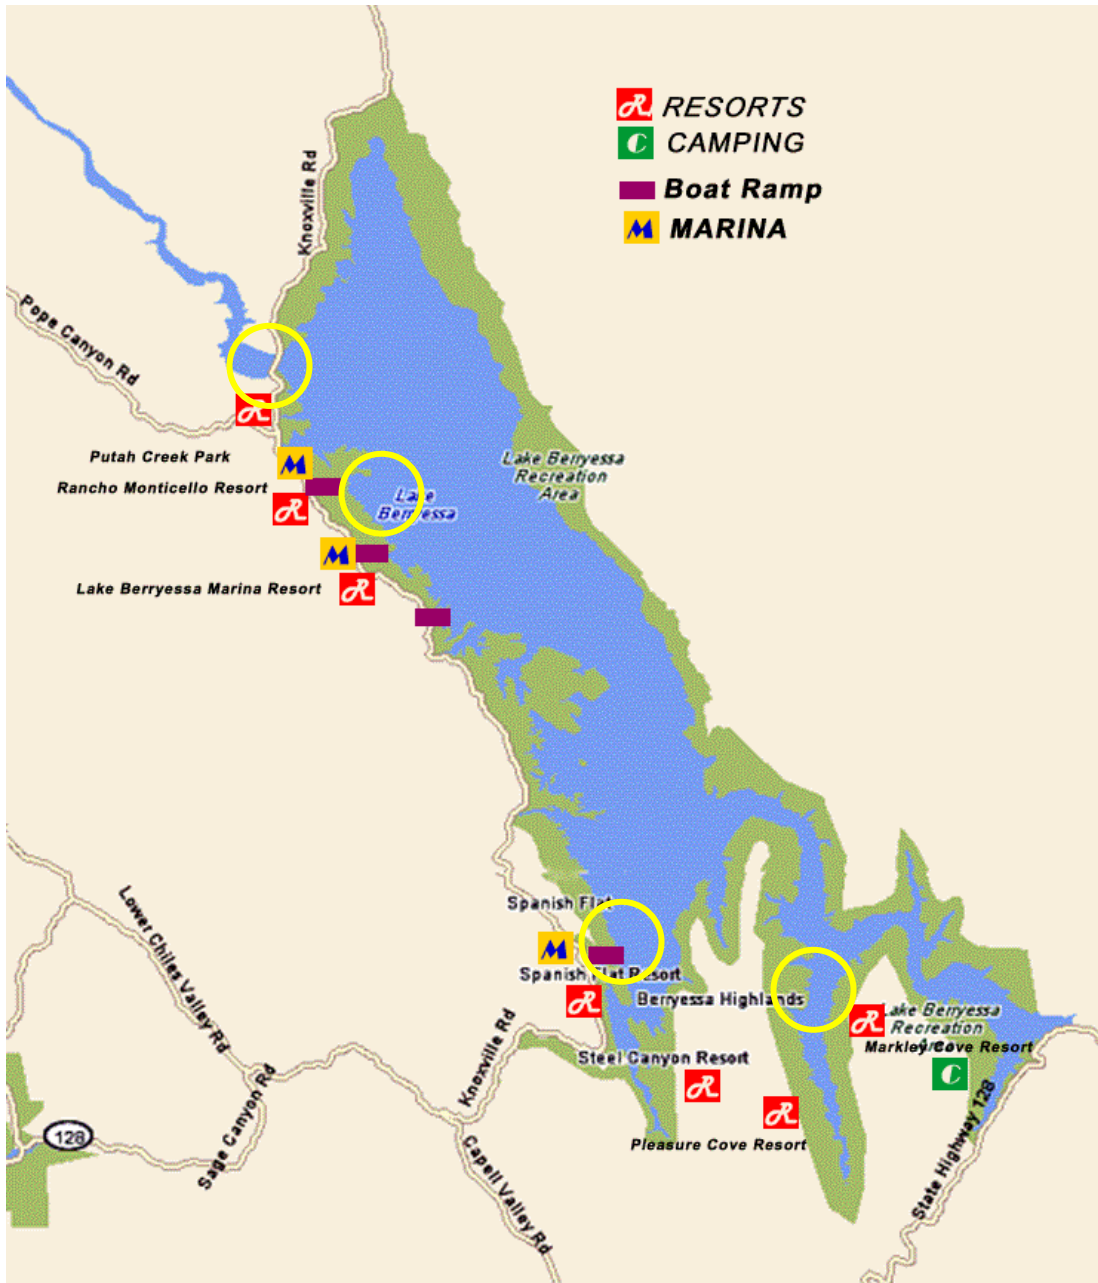 R RESORTS
C CAMPING
Boat Ramp
M MARINA
Knoxville Rd
Pope Canyon Rd
R
Putah Creek Park
M
Rancho Monticello Resort
R
Lake
Berryessa
Lake Berryessa
Recreation
Area
M
Lake Berryessa Marina Resort
R
Spanish Flat
M
Spanish Flat Resort
R
Berryessa Highlands
R
Lake Berryessa
Recreation
Area
Markley Cove Resort
C
Steel Canyon Resort
R
R
Pleasure Cove Resort
Lower Chiles Valley Rd
Knoxville Rd
Sage Canyon Rd
128
Capell Valley Rd
State Highway 128